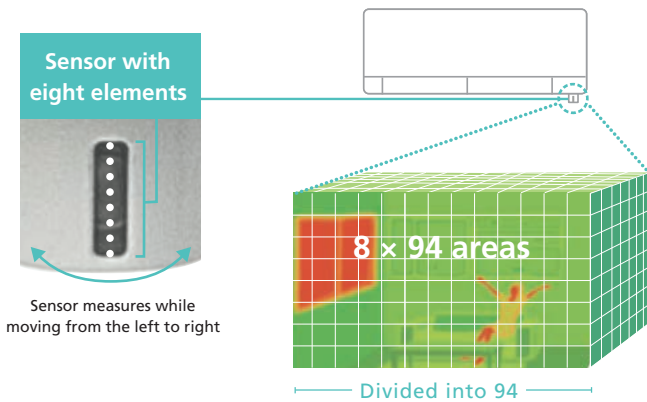 Sensor with
eight elements
8 × 94 areas
Sensor measures while
moving from the left to right
Divided into 94